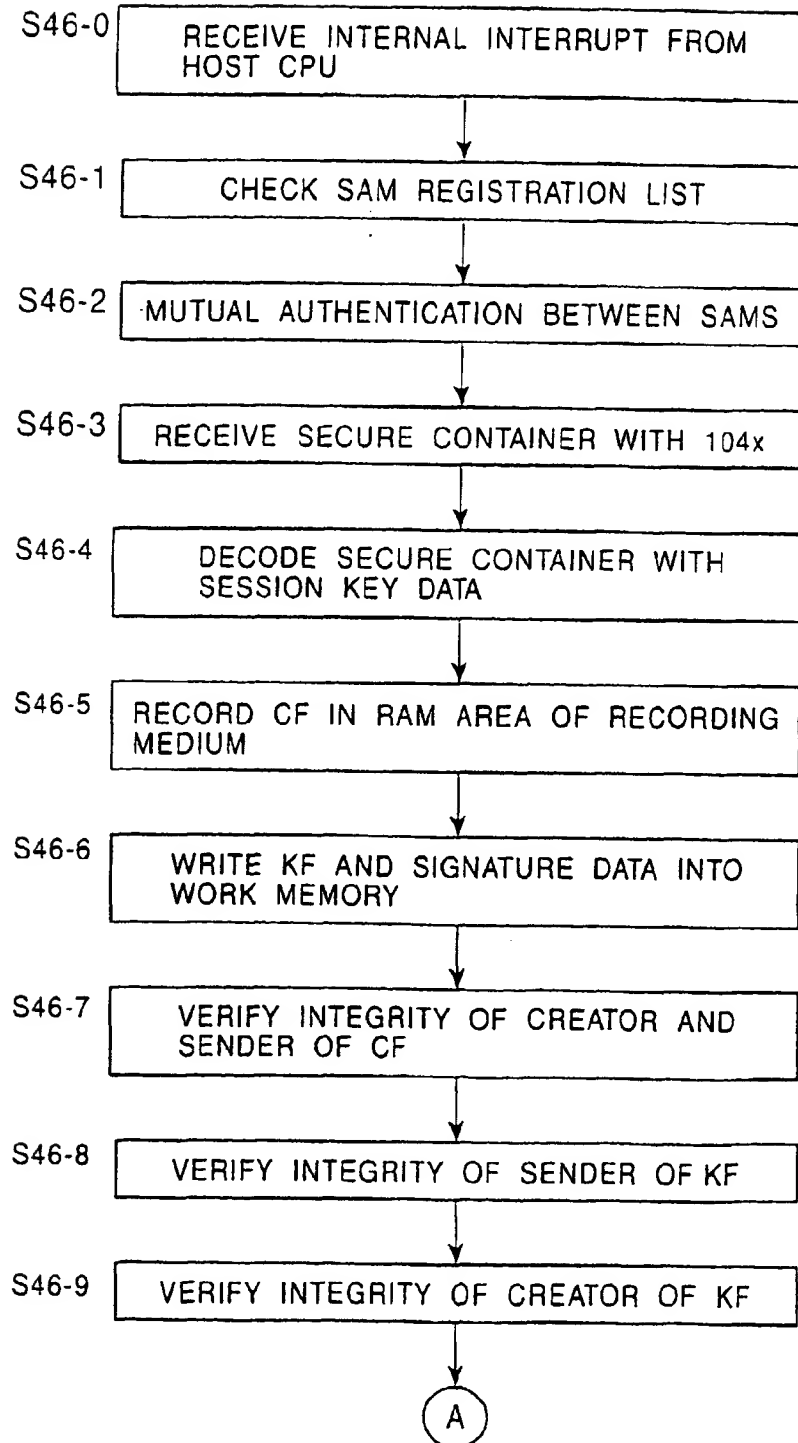 S46-0
RECEIVE INTERNAL INTERRUPT FROM
HOST CPU
S46-1
CHECK SAM REGISTRATION LIST
S46-2
MUTUAL AUTHENTICATION BETWEEN SAMS
S46-3
RECEIVE SECURE CONTAINER WITH 104x
S46-4
DECODE SECURE CONTAINER WITH
SESSION KEY DATA
S46-5
RECORD CF IN RAM AREA OF RECORDING
MEDIUM
S46-6
WRITE KF AND SIGNATURE DATA INTO
WORK MEMORY
S46-7
VERIFY INTEGRITY OF CREATOR AND
SENDER OF CF
S46-8
VERIFY INTEGRITY OF SENDER OF KF
S46-9
VERIFY INTEGRITY OF CREATOR OF KF
A